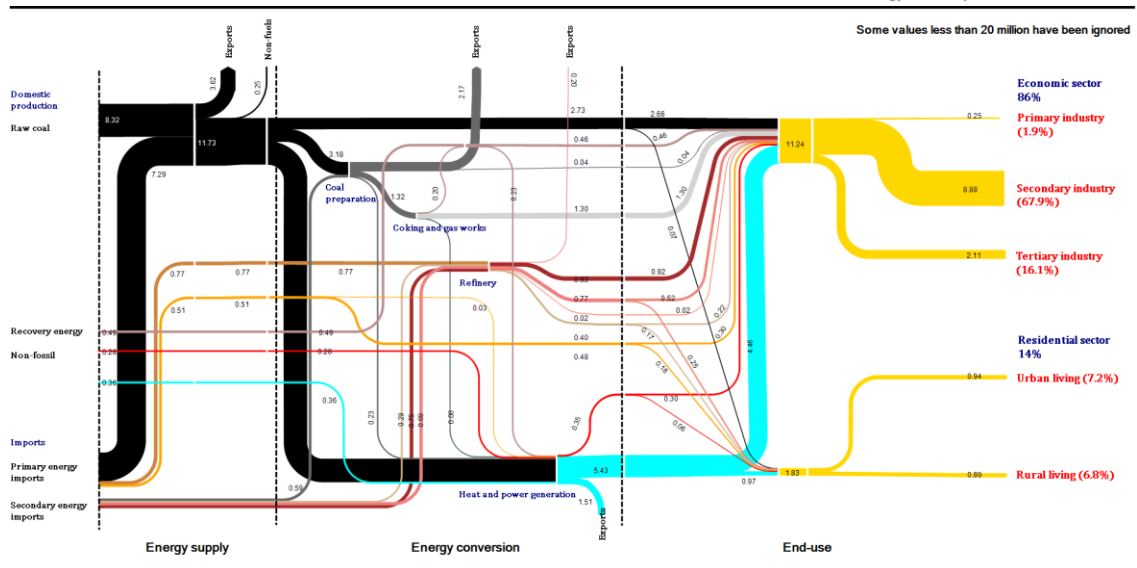 Some values less than 20 million have been ignored
Exports
Non-fuels
Exports
Exports
3.62
0.25
2.17
0.20
Domestic
production
Raw coal
8.32
11.73
7.29
2.73
2.66
0.46
0.46
0.04
0.04
3.18
Coal
preparation
1.32
0.20
0.23
1.30
1.30
Coking and gas works
0.07
Economic sector
86%
0.25
Primary industry
(1.9%)
11.24
8.88
Secondary industry
(67.9%)
2.11
Tertiary industry
(16.1%)
0.77
0.77
0.77
Refinery
0.93
0.92
0.77
0.52
0.02
0.02
0.22
0.51
0.51
0.03
0.17
0.40
0.30
0.48
0.25
0.18
4.46
Recovery energy
0.49
0.49
Non-fossil
0.28
0.28
0.36
0.36
0.35
0.30
0.06
Residential sector
14%
0.94
Urban living (7.2%)
0.23
0.29
0.75
0.69
0.08
Imports
Primary energy
imports
0.59
5.43
0.97
1.83
0.89
Rural living (6.8%)
Secondary energy
imports
Heat and power generation
1.51
Exports
Energy supply
Energy conversion
End-use